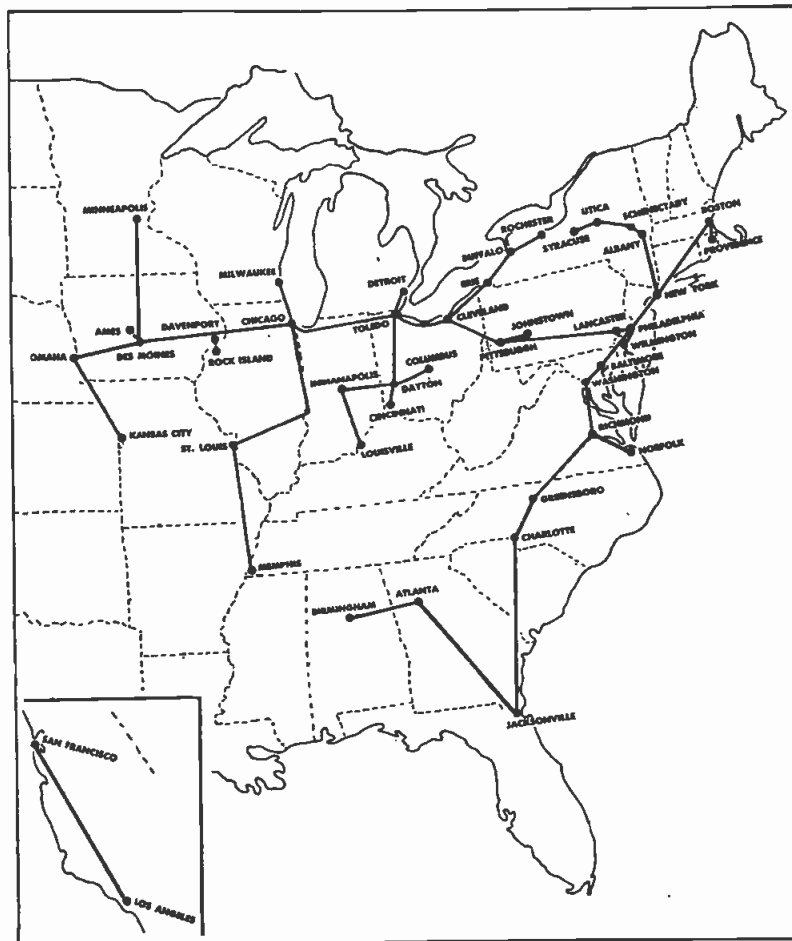 MINNEAPOLIS
BOSTON
SCHENECTADY
UTICA
ROCHESTER
SYRACUSE
PROVIDENCE
ALBANY
BUFFALO
MILWAUKEE
DETROIT
ERIE
NEW YORK
AMES
DAVENPORT
CHICAGO
TOLEDO
CLEVELAND
JOHNSTOWN
LANCASTER
PHILADELPHIA
OMAHA
DES MOINES
ROCK ISLAND
PITTSBURGH
WILMINGTON
COLUMBUS
BALTIMORE
INDIANAPOLIS
DAYTON
WASHINGTON
CINCINNATI
RICHMOND
KANSAS CITY
ST. LOUIS
LOUISVILLE
NORFOLK
GREENSBORO
CHARLOTTE
MEMPHIS
ATLANTA
BIRMINGHAM
JACKSONVILLE
SAN FRANCISCO
LOS ANGELES